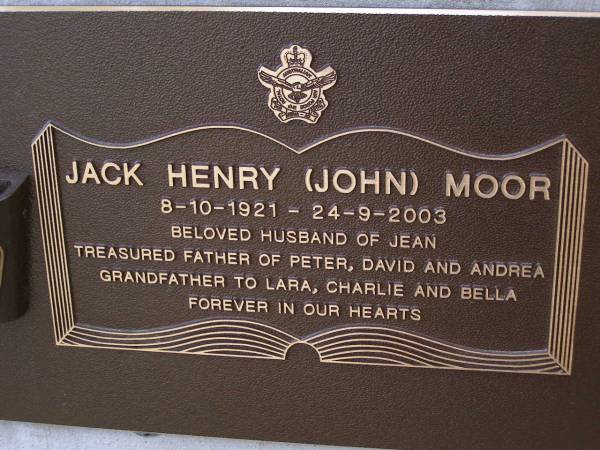 JACK HENRY (JOHN) MOOR
8-10-1921 - 24-9-2003
BELOVED HUSBAND OF JEAN
TREASURED FATHER OF PETER, DAVID AND ANDREA
GRANDFATHER TO LARA, CHARLIE AND BELLA
FOREVER IN OUR HEARTS